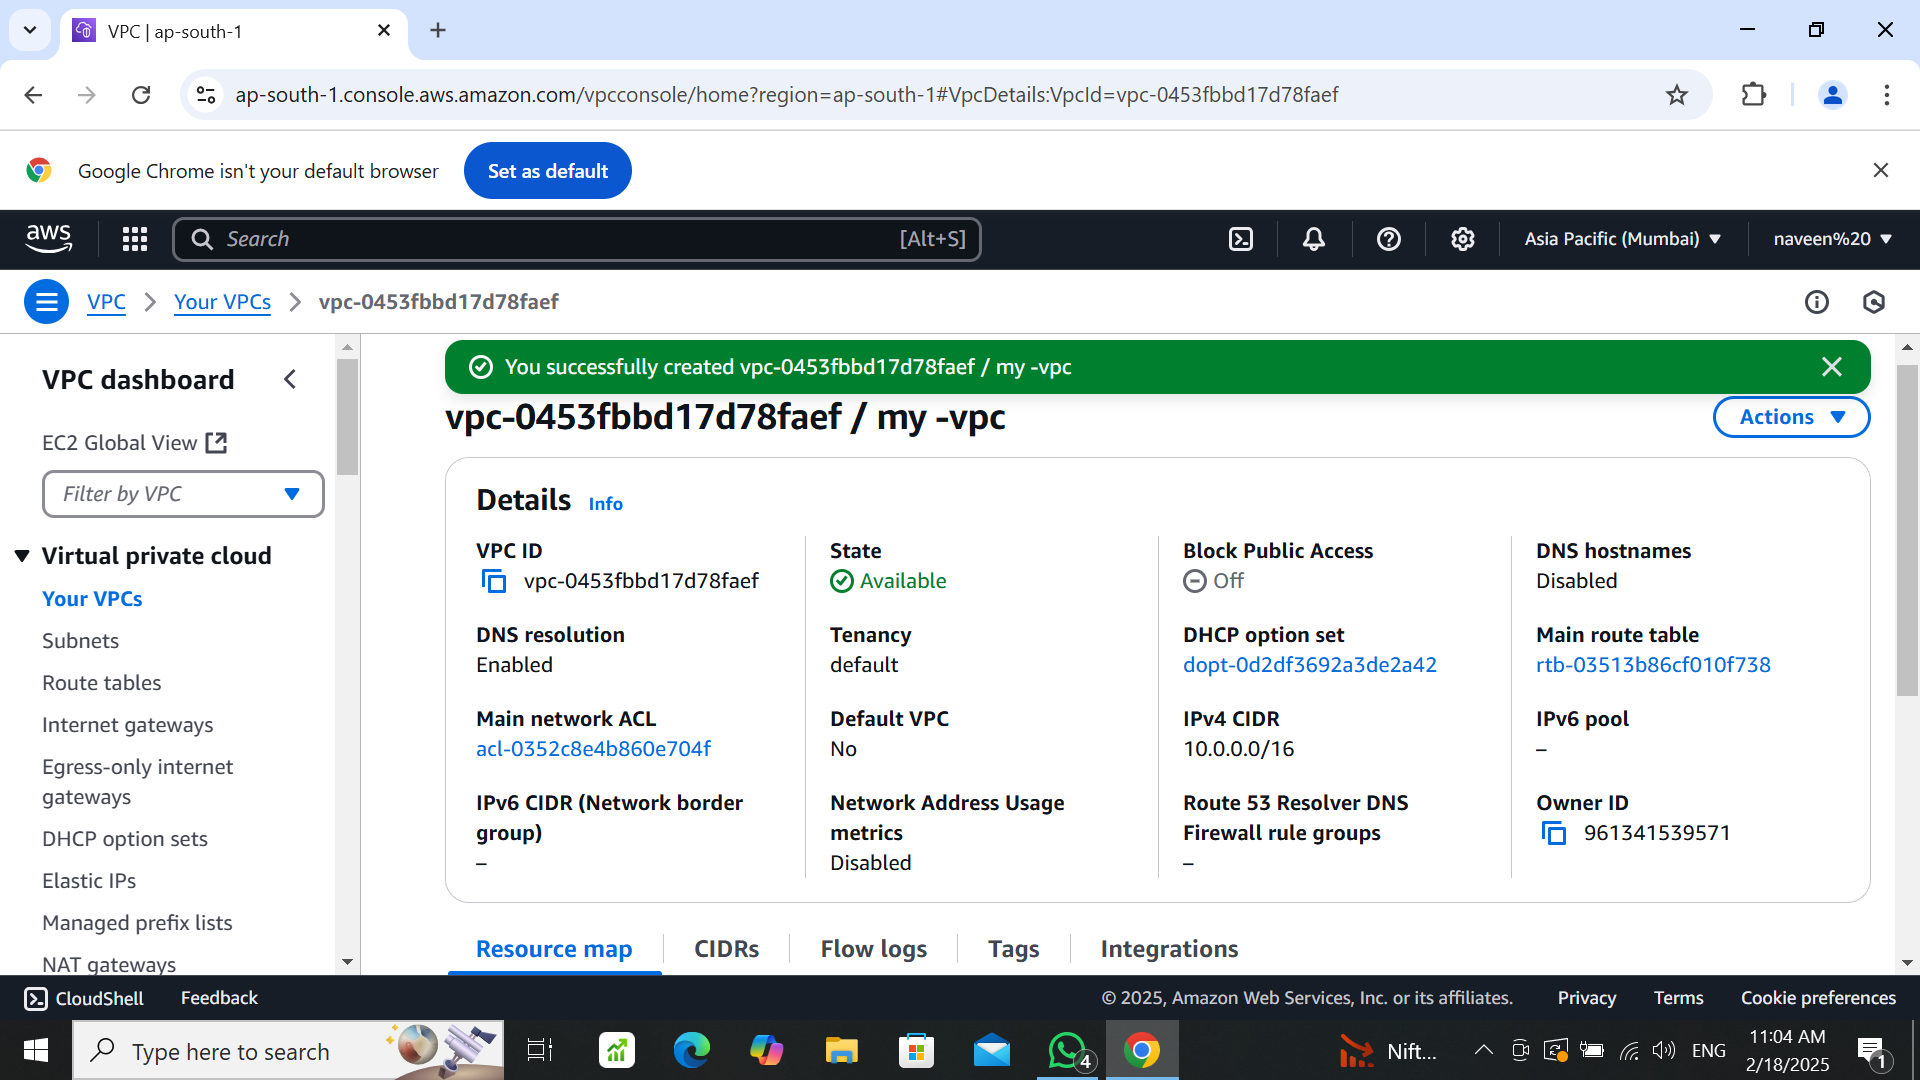 VPC | ap-south-1
ap-south-1.console.aws.amazon.com/vpcconsole/home?region=ap-south-1#VpcDetails:VpcId=vpc-0453fbbd17d78faef
Google Chrome isn't your default browser
Set as default
aws
Search
[Alt+S]
Asia Pacific (Mumbai)
naveen%20
VPC
Your VPCs
vpc-0453fbbd17d78faef
VPC dashboard
EC2 Global View
Filter by VPC
Virtual private cloud
Your VPCs
Subnets
Route tables
Internet gateways
Egress-only internet
gateways
DHCP option sets
Elastic IPs
Managed prefix lists
NAT gateways
You successfully created vpc-0453fbbd17d78faef / my -vpc
vpc-0453fbbd17d78faef / my -vpc
Actions
Details Info
VPC ID
vpc-0453fbbd17d78faef
State
Available
Block Public Access
Off
DNS hostnames
Disabled
DNS resolution
Enabled
Tenancy
default
DHCP option set
dopt-0d2df3692a3de2a42
Main route table
rtb-03513b86cf010f738
Main network ACL
acl-0352c8e4b860e704f
Default VPC
No
IPv4 CIDR
10.0.0.0/16
IPv6 pool
–
IPv6 CIDR (Network border
group)
–
Network Address Usage
metrics
Disabled
Route 53 Resolver DNS
Firewall rule groups
–
Owner ID
961341539571
Resource map
CIDRs
Flow logs
Tags
Integrations
CloudShell
Feedback
© 2025, Amazon Web Services, Inc. or its affiliates.
Privacy
Terms
Cookie preferences
Type here to search
4
Nift...
ENG
11:04 AM
2/18/2025
1